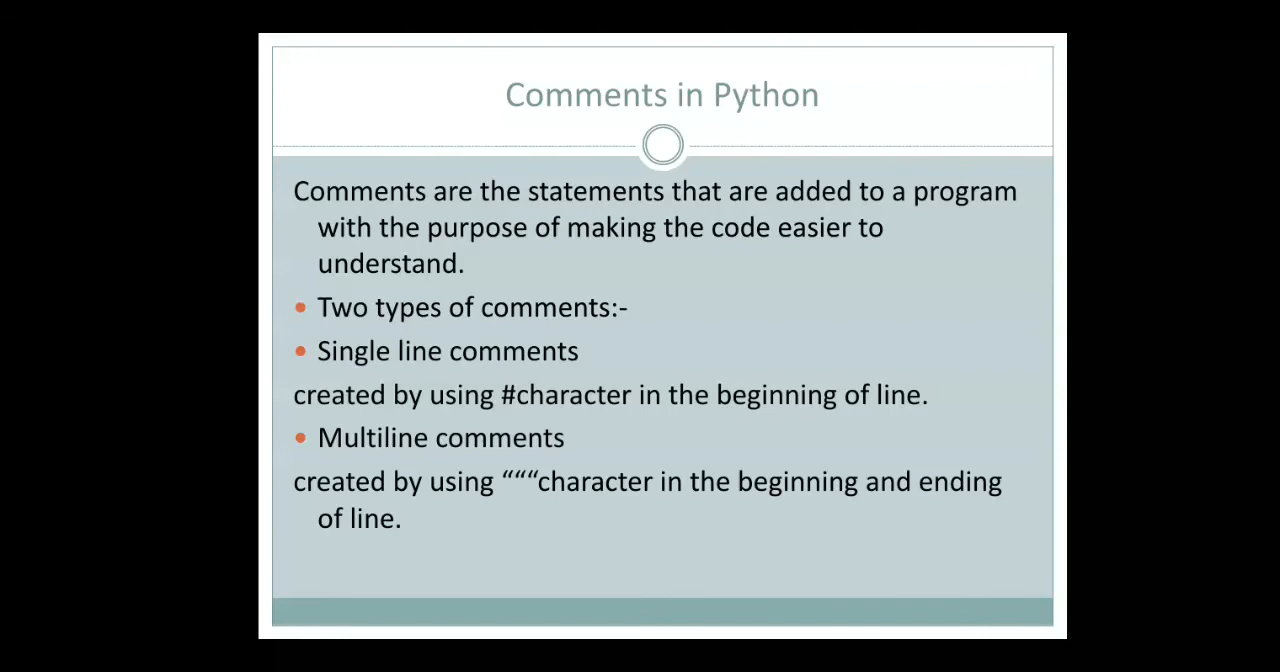 Comments in Python
Comments are the statements that are added to a program
with the purpose of making the code easier to
understand.
• Two types of comments:-
• Single line comments
created by using #character in the beginning of line.
• Multiline comments
created by using “““character in the beginning and ending
of line.